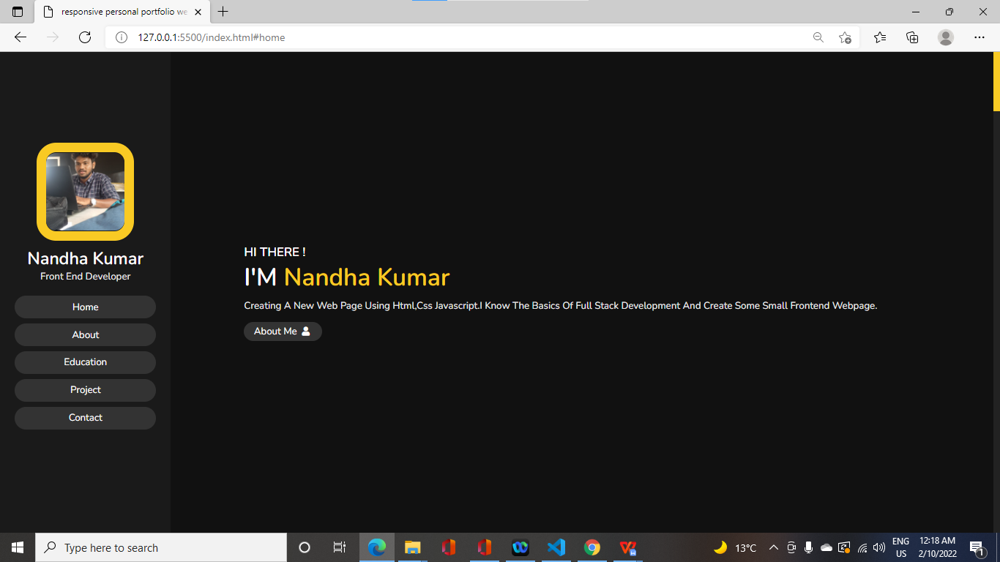 responsive personal portfolio we
127.0.0.1:5500/index.html#home
Nandha Kumar
Front End Developer
Home
About
Education
Project
Contact
HI THERE !
I'M Nandha Kumar
Creating A New Web Page Using Html,Css Javascript.I Know The Basics Of Full Stack Development And Create Some Small Frontend Webpage.
About Me
Type here to search
13°C
ENG
US
12:18 AM
2/10/2022
1